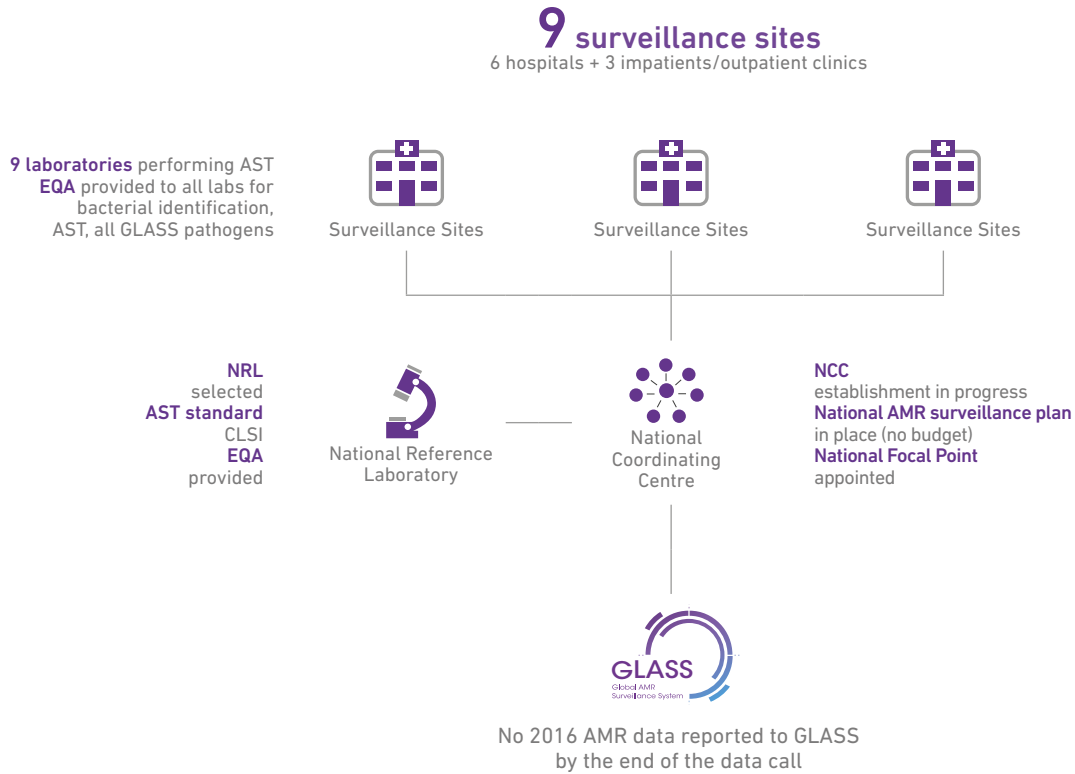 9 surveillance sites
6 hospitals + 3 impatients/outpatient clinics
9 laboratories performing AST
EQA provided to all labs for
bacterial identification,
AST, all GLASS pathogens
Surveillance Sites
Surveillance Sites
Surveillance Sites
NRL
selected
AST standard
CLSI
EQA
provided
National Reference
Laboratory
National
Coordinating
Centre
NCC
establishment in progress
National AMR surveillance plan
in place (no budget)
National Focal Point
appointed
GLASS
Global AMR
Surveillance System
No 2016 AMR data reported to GLASS
by the end of the data call